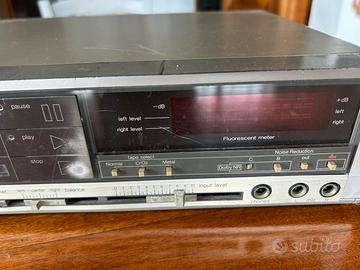 pause
play
stop
−dB
+dB
left level
right level
Fluorescent meter
tape select
Normal CrO₂ Metal
Noise Reduction
Dolby NR C B out
center right balance
input level
subito